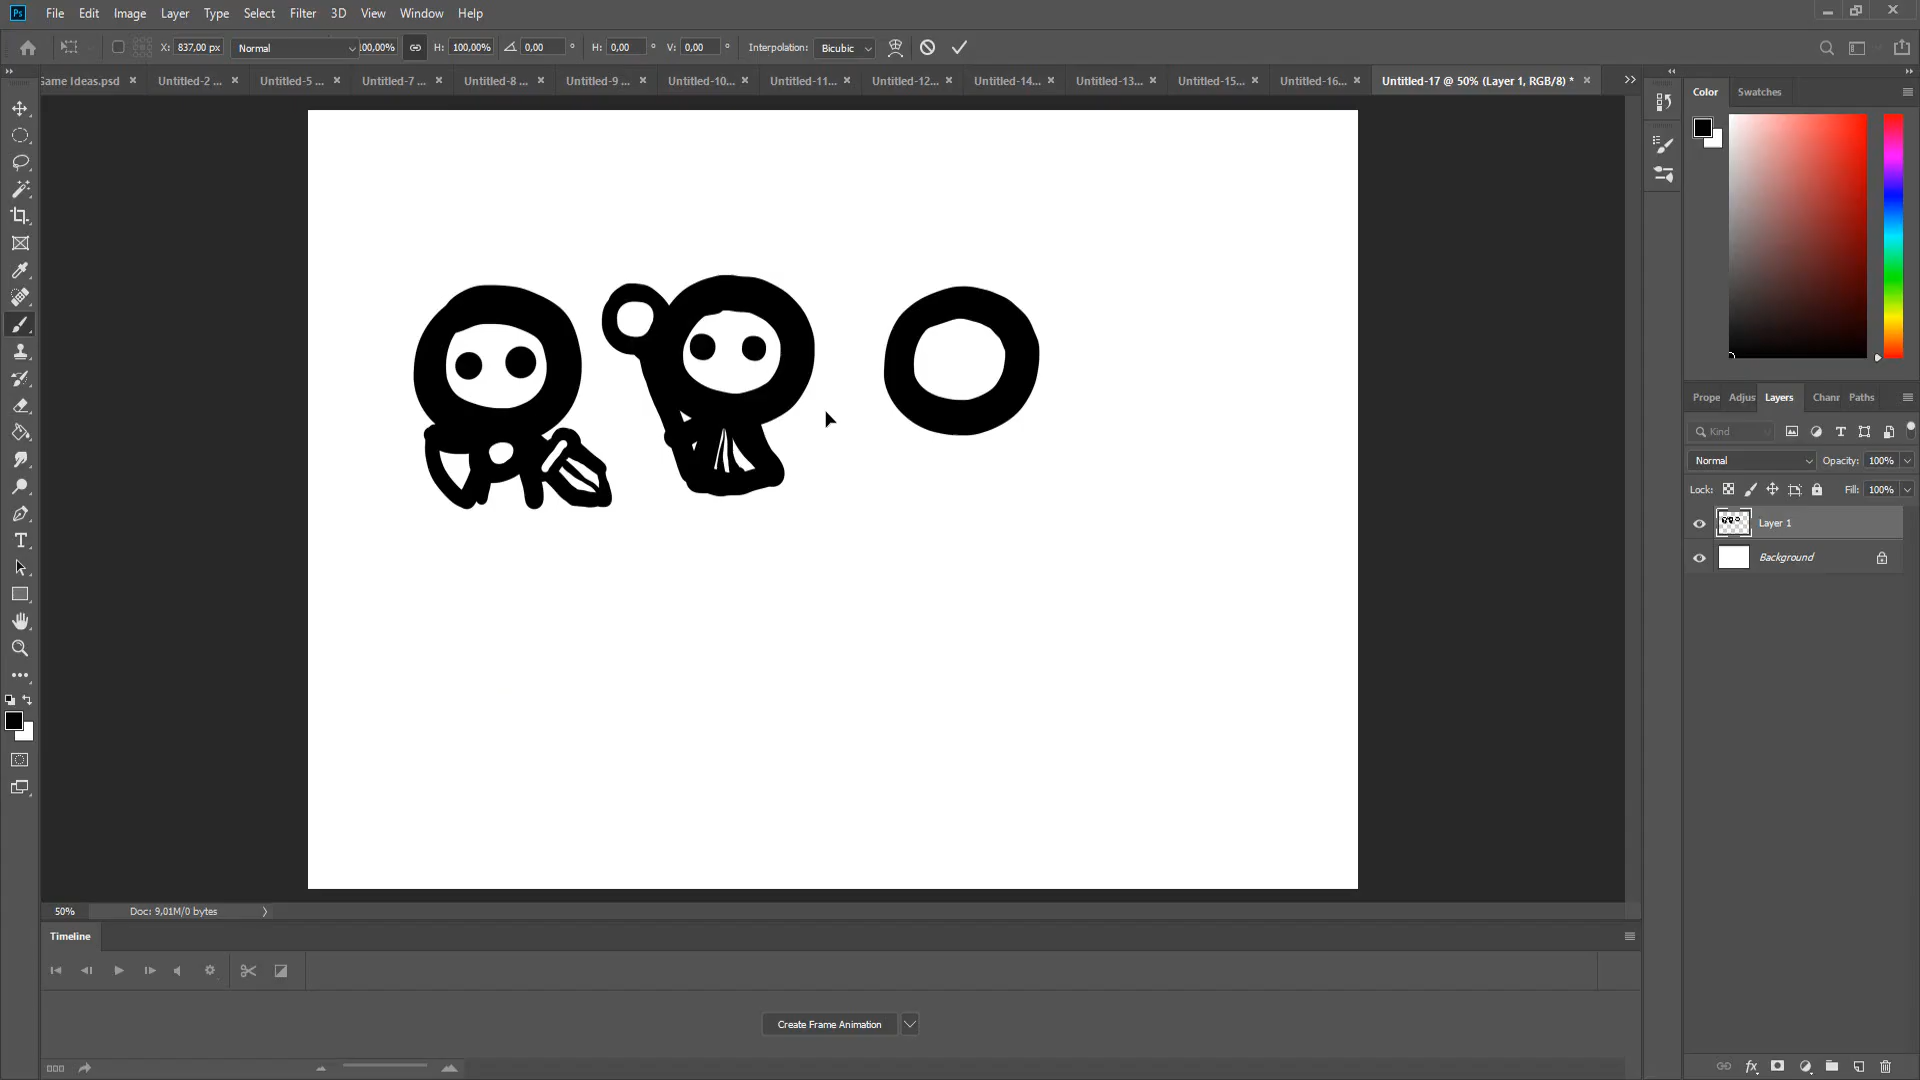 Ps File Edit Image Layer Type Select Filter 3D View Window Help
X: 837,00 px Normal 100,00% H: 100,00% 0,00 ° H: 0,00 ° V: 0,00 ° Interpolation: Bicubic
Game Ideas.psd Untitled-2 ... Untitled-5 ... Untitled-7 ... Untitled-8 ... Untitled-9 ... Untitled-10... Untitled-11... Untitled-12... Untitled-14... Untitled-13... Untitled-15... Untitled-16... Untitled-17 @ 50% (Layer 1, RGB/8) *
Color Swatches
Prope Adjus Layers Chann Paths
Kind
Normal Opacity: 100%
Lock: Fill: 100%
Layer 1
Background
50% Doc: 9,01M/0 bytes
Timeline
Create Frame Animation